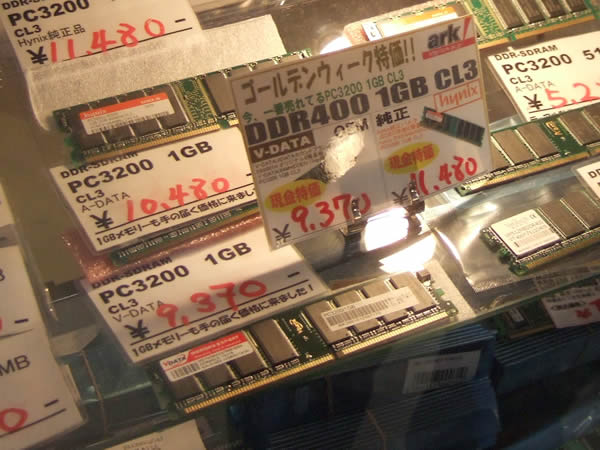 DDR-SDRAM
PC3200 1GB
CL3
Hynix純正品
¥11,480-
ゴールデンウィーク特価!!
ark
今、一番売れてるPC3200 1GB CL3
DDR400 1GB CL3
V-DATA
OEM 純正
hynix
現金特価
¥9,370
現金特価
¥11,480
DDR-SDRAM
PC3200 51
CL3
A-DATA
¥5,2
hynix
DDR-SDRAM
PC3200 1GB
CL3
A-DATA
¥10,480-
1GBメモリーも手の届く価格に来ました!
DDR-SDRAM
PC3200 1GB
CL3
V-DATA
¥9,370-
1GBメモリーも手の届く価格に来ました!
VDATA
MB